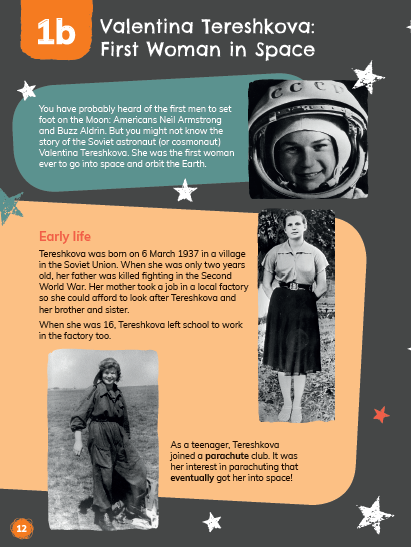 1b
Valentina Tereshkova:
First Woman in Space
You have probably heard of the first men to set
foot on the Moon: Americans Neil Armstrong
and Buzz Aldrin. But you might not know the
story of the Soviet astronaut (or cosmonaut)
Valentina Tereshkova. She was the first woman
ever to go into space and orbit the Earth.
СССР
Early life
Tereshkova was born on 6 March 1937 in a village
in the Soviet Union. When she was only two years
old, her father was killed fighting in the Second
World War. Her mother took a job in a local factory
so she could afford to look after Tereshkova and
her brother and sister.
When she was 16, Tereshkova left school to work
in the factory too.
As a teenager, Tereshkova
joined a parachute club. It was
her interest in parachuting that
eventually got her into space!
12